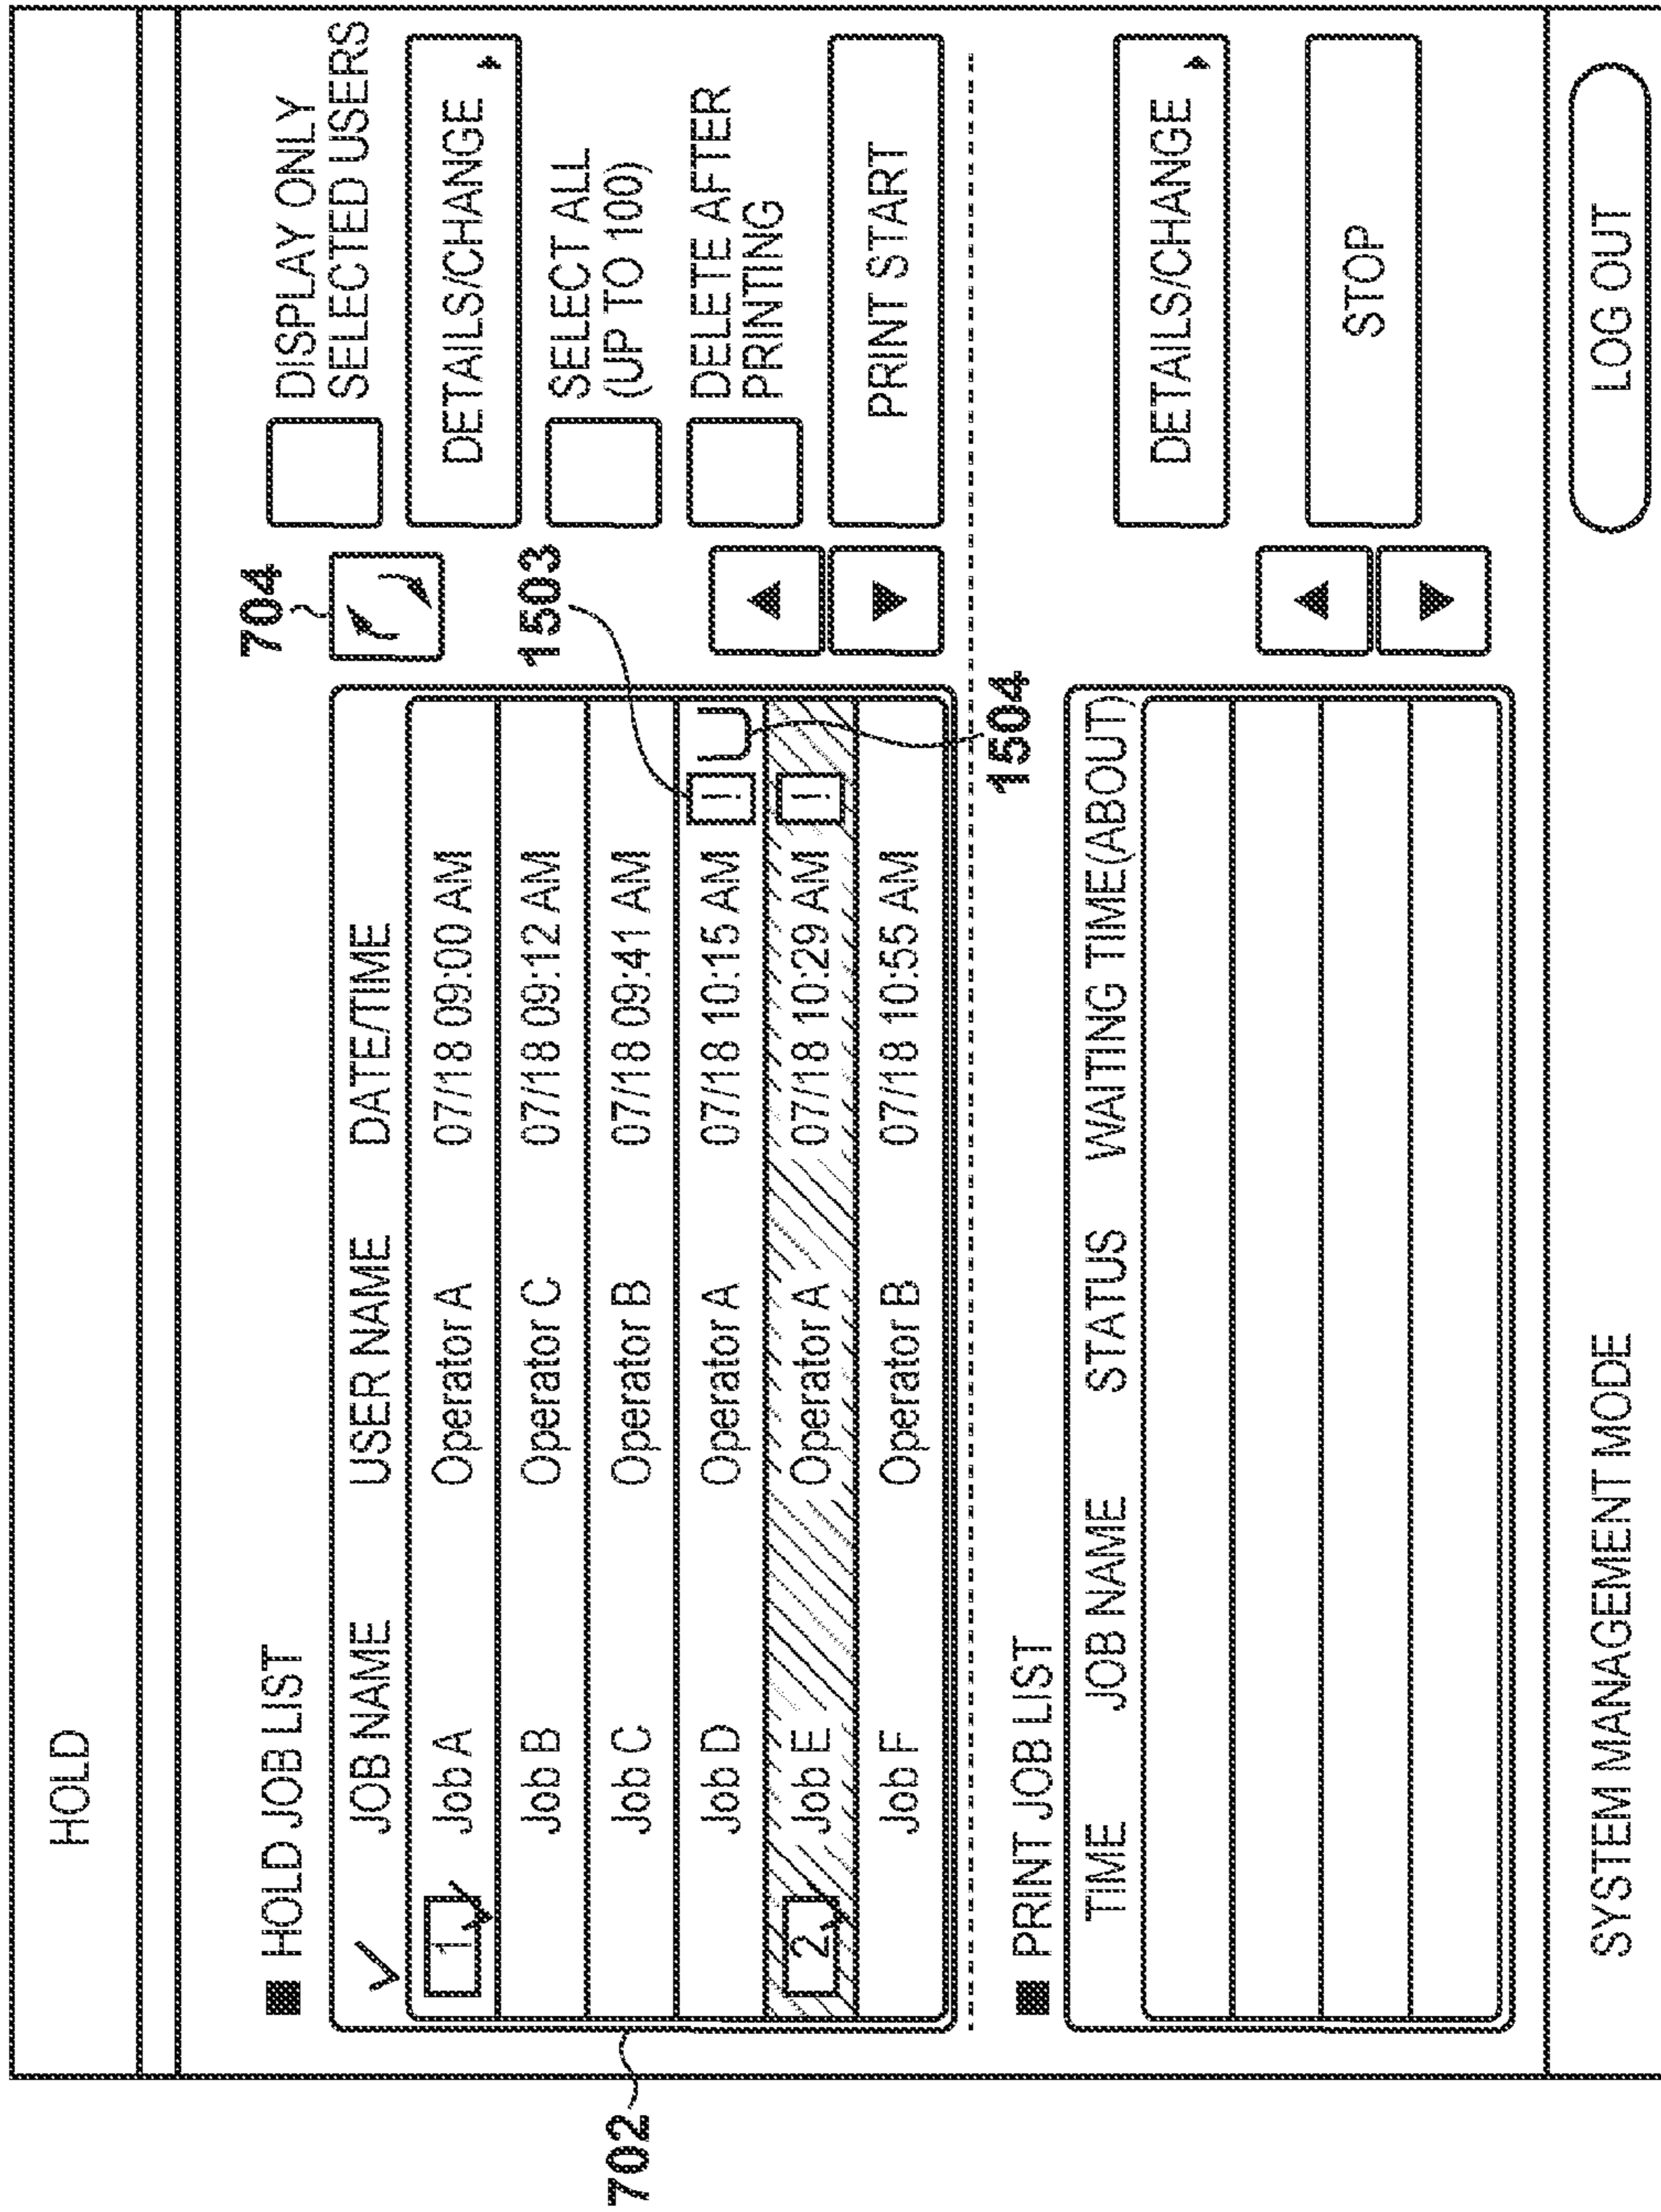 HOLD
■ HOLD JOB LIST
704
DISPLAY ONLY
SELECTED USERS
JOB NAME USER NAME DATE/TIME
DETAILS/CHANGE
1 Job A Operator A 07/18 09:00 AM
1503
Job B Operator C 07/18 09:12 AM
SELECT ALL
(UP TO 100)
702
Job C Operator B 07/18 09:41 AM
Job D Operator A 07/18 10:15 AM !
DELETE AFTER
PRINTING
2 Job E Operator A 07/18 10:29 AM !
Job F Operator B 07/18 10:55 AM
PRINT START
1504
■ PRINT JOB LIST
TIME JOB NAME STATUS WAITING TIME(ABOUT)
DETAILS/CHANGE
STOP
SYSTEM MANAGEMENT MODE
LOG OUT